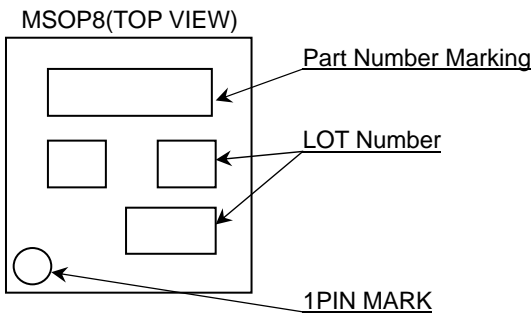 MSOP8(TOP VIEW)
Part Number Marking
LOT Number
1PIN MARK